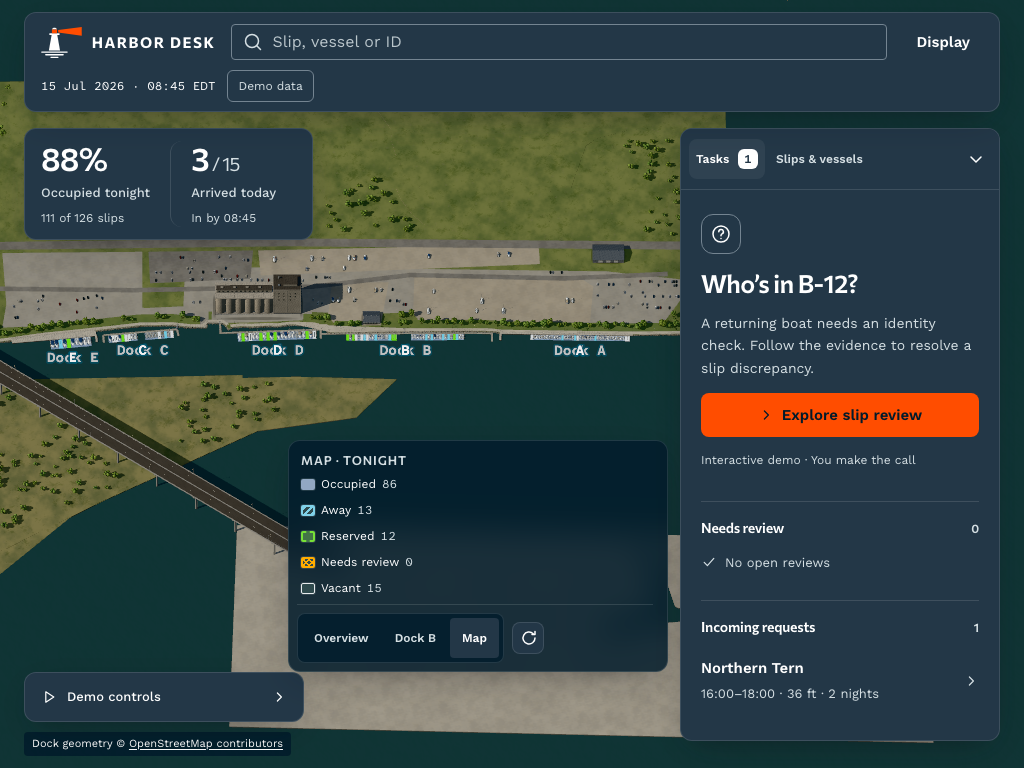 HARBOR DESK
Slip, vessel or ID
Display
15 Jul 2026 · 08:45 EDT
Demo data
88%
Occupied tonight
111 of 126 slips
3/15
Arrived today
In by 08:45
Tasks 1
Slips & vessels
Who's in B-12?
A returning boat needs an identity
check. Follow the evidence to resolve a
slip discrepancy.
Explore slip review
Interactive demo · You make the call
Needs review 0
No open reviews
Incoming requests 1
Northern Tern
16:00–18:00 · 36 ft · 2 nights
Dock E
E
Dock C
C
Dock D
D
Dock B
B
Dock A
A
MAP · TONIGHT
Occupied 86
Away 13
Reserved 12
Needs review 0
Vacant 15
Overview
Dock B
Map
Demo controls
Dock geometry © OpenStreetMap contributors